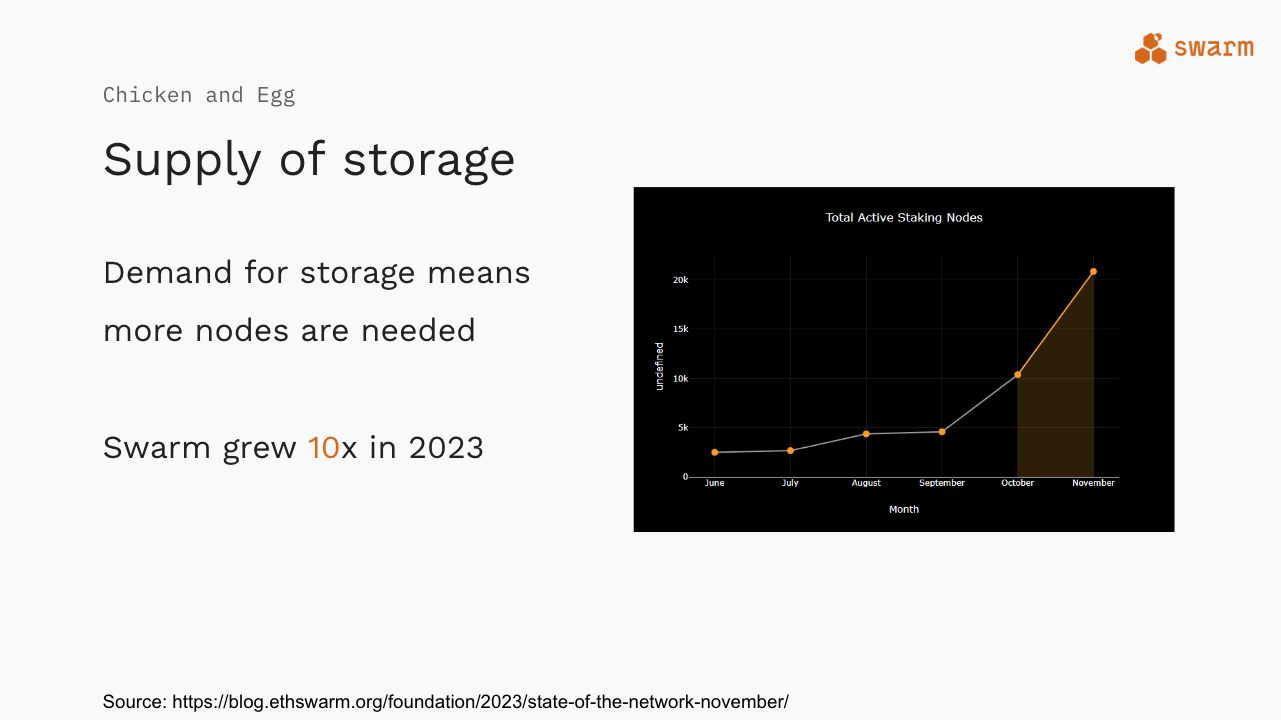 swarm
Chicken and Egg
Supply of storage
Demand for storage means
more nodes are needed
Swarm grew 10x in 2023
Total Active Staking Nodes
20k
15k
10k
5k
0
undefined
June July August September October November
Month
Source: https://blog.ethswarm.org/foundation/2023/state-of-the-network-november/